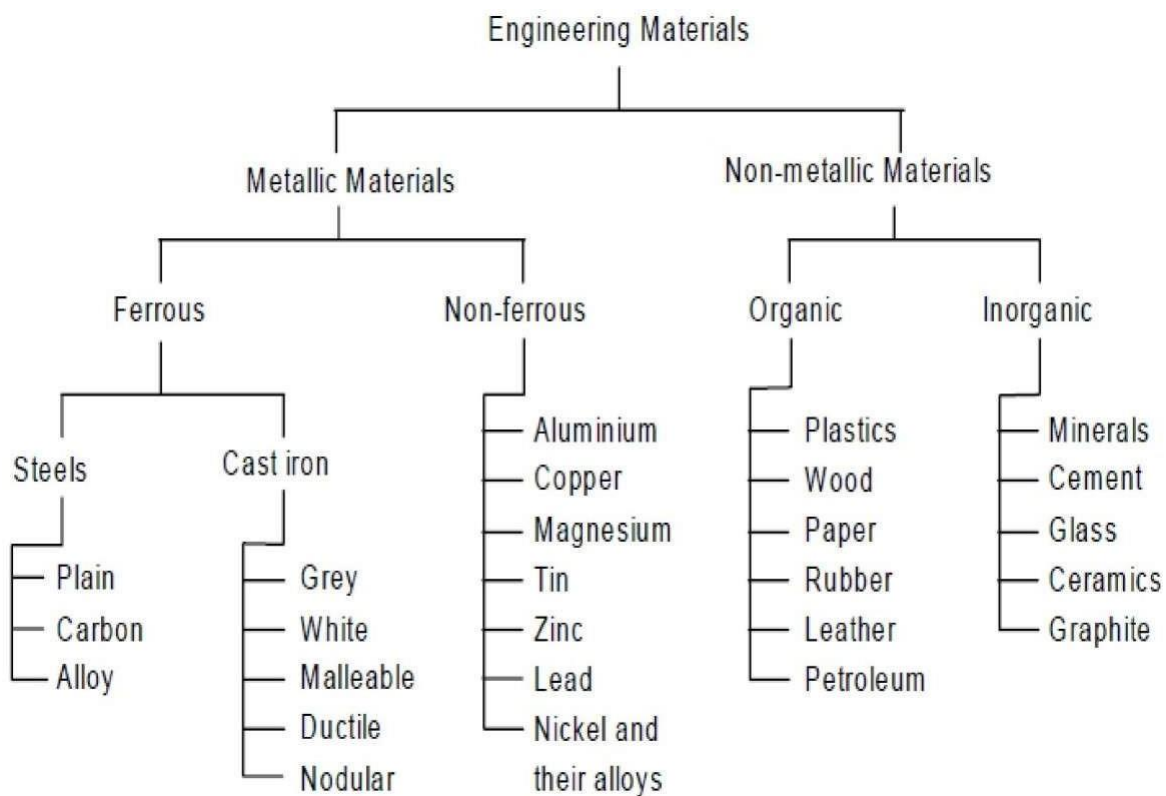 Engineering Materials
Metallic Materials
Non-metallic Materials
Ferrous
Non-ferrous
Organic
Inorganic
Steels
Cast iron
Plain
Carbon
Alloy
Grey
White
Malleable
Ductile
Nodular
Aluminium
Copper
Magnesium
Tin
Zinc
Lead
Nickel and
their alloys
Plastics
Wood
Paper
Rubber
Leather
Petroleum
Minerals
Cement
Glass
Ceramics
Graphite